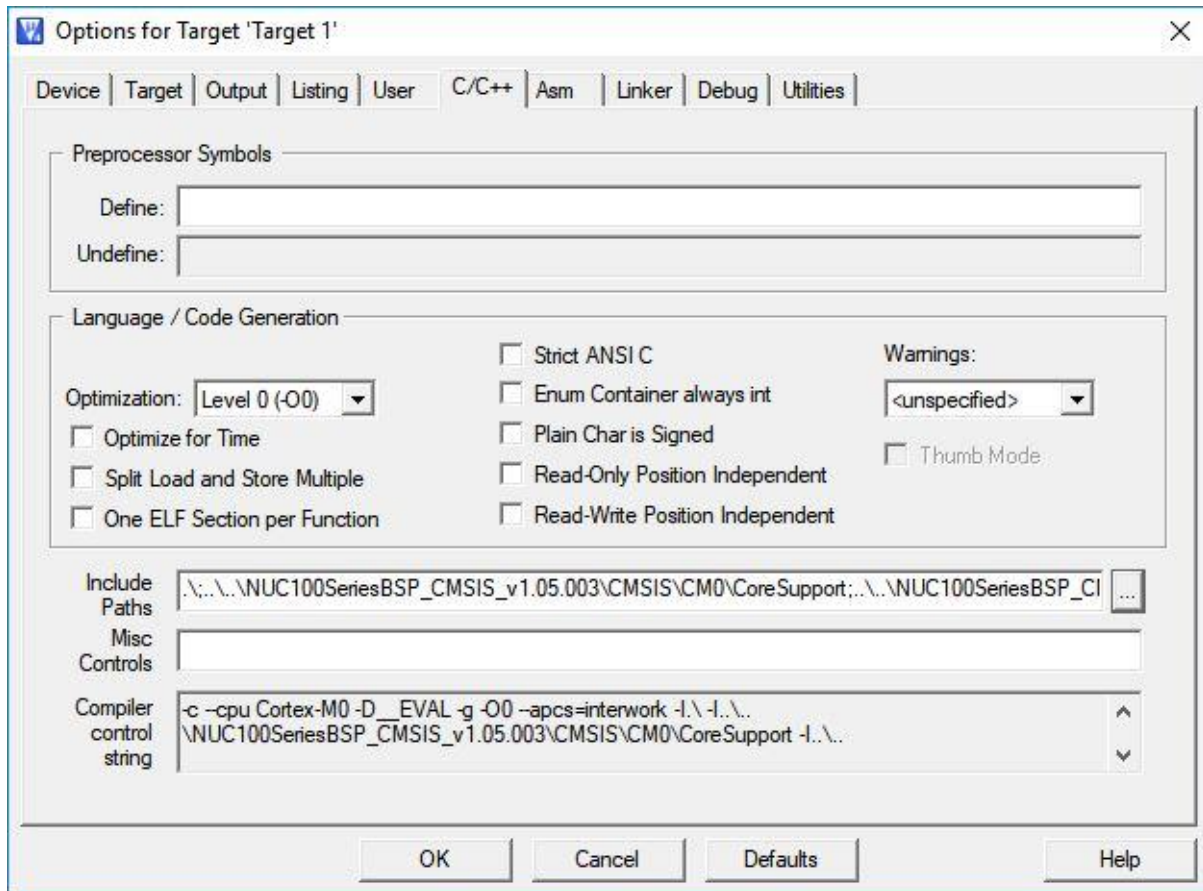 Options for Target 'Target 1'
Device Target Output Listing User C/C++ Asm Linker Debug Utilities
Preprocessor Symbols
Define:
Undefine:
Language / Code Generation
Optimization: Level 0 (-O0)
Optimize for Time
Split Load and Store Multiple
One ELF Section per Function
Strict ANSI C
Enum Container always int
Plain Char is Signed
Read-Only Position Independent
Read-Write Position Independent
Warnings:
<unspecified>
Thumb Mode
Include
Paths
.\;..\..\NUC100SeriesBSP_CMSIS_v1.05.003\CMSIS\CM0\CoreSupport;..\..\NUC100SeriesBSP_CI
...
Misc
Controls
Compiler
control
string
-c --cpu Cortex-M0 -D__EVAL -g -O0 --apcs=interwork -I.\ -I..\..
\NUC100SeriesBSP_CMSIS_v1.05.003\CMSIS\CM0\CoreSupport -I..\..
OK Cancel Defaults Help